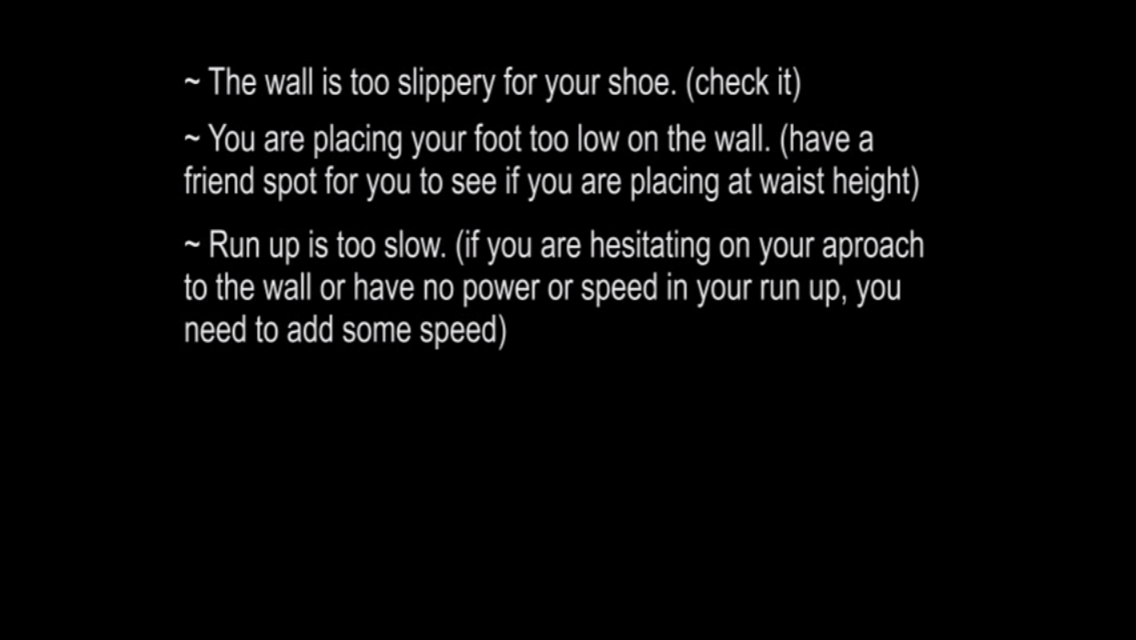 ~ The wall is too slippery for your shoe. (check it)
~ You are placing your foot too low on the wall. (have a
friend spot for you to see if you are placing at waist height)
~ Run up is too slow. (if you are hesitating on your aproach
to the wall or have no power or speed in your run up, you
need to add some speed)